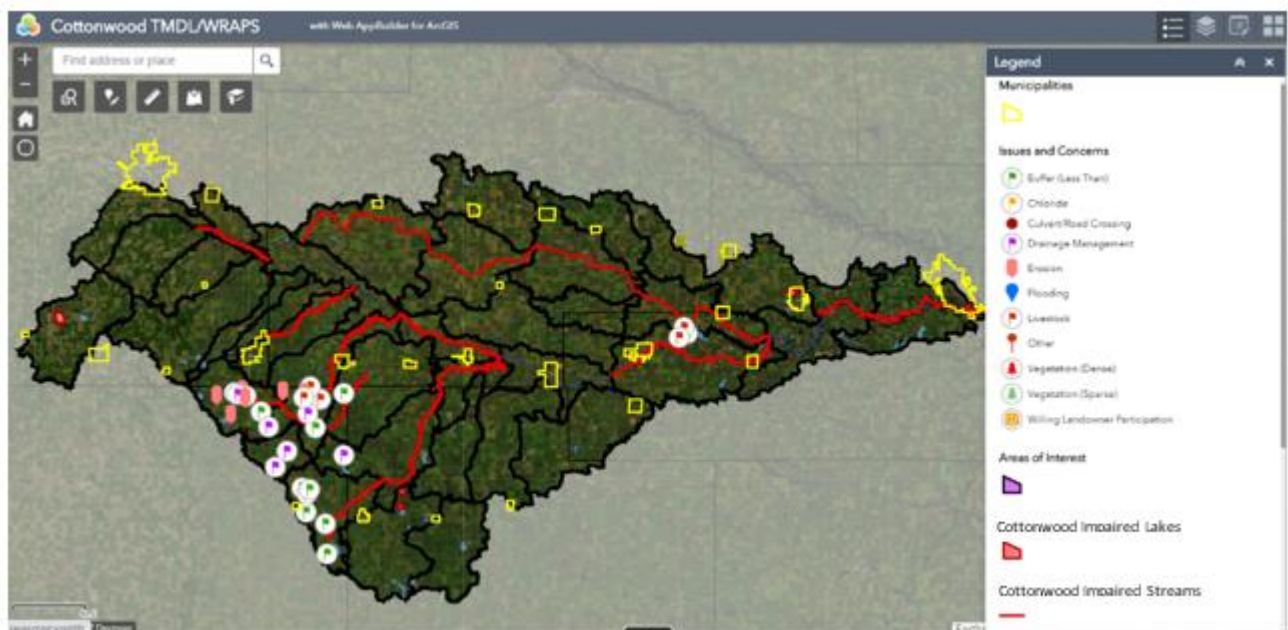 Cottonwood TMDL/WRAPS
with Web AppBuilder for ArcGIS
Find address or place
Legend
Municipalities
Issues and Concerns
Buffer (Less Than)
Chloride
Culvert/Road Crossing
Drainage Management
Erosion
Flooding
Livestock
Other
Vegetation (Dense)
Vegetation (Sparse)
Willing Landowner Participation
Areas of Interest
Cottonwood Impaired Lakes
Cottonwood Impaired Streams